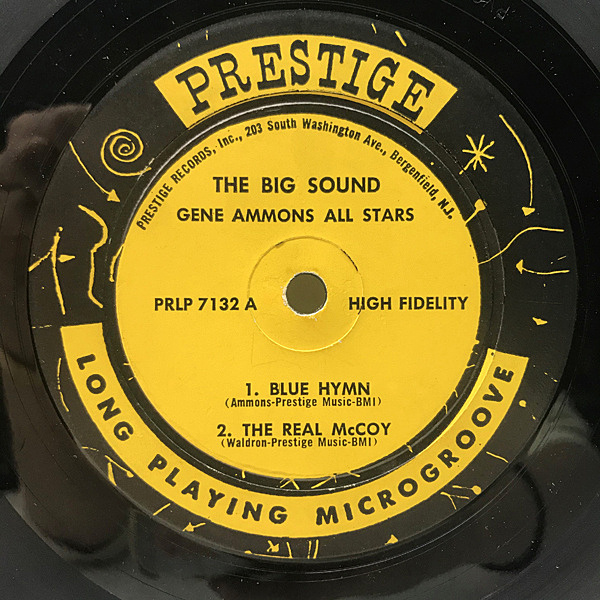 PRESTIGE
PRESTIGE RECORDS, Inc., 203 South Washington Ave., Bergenfield, N.J.
THE BIG SOUND
GENE AMMONS ALL STARS
PRLP 7132 A HIGH FIDELITY
1. BLUE HYMN
(Ammons-Prestige Music-BMI)
2. THE REAL McCOY
(Waldron-Prestige Music-BMI)
LONG PLAYING MICROGROOVE